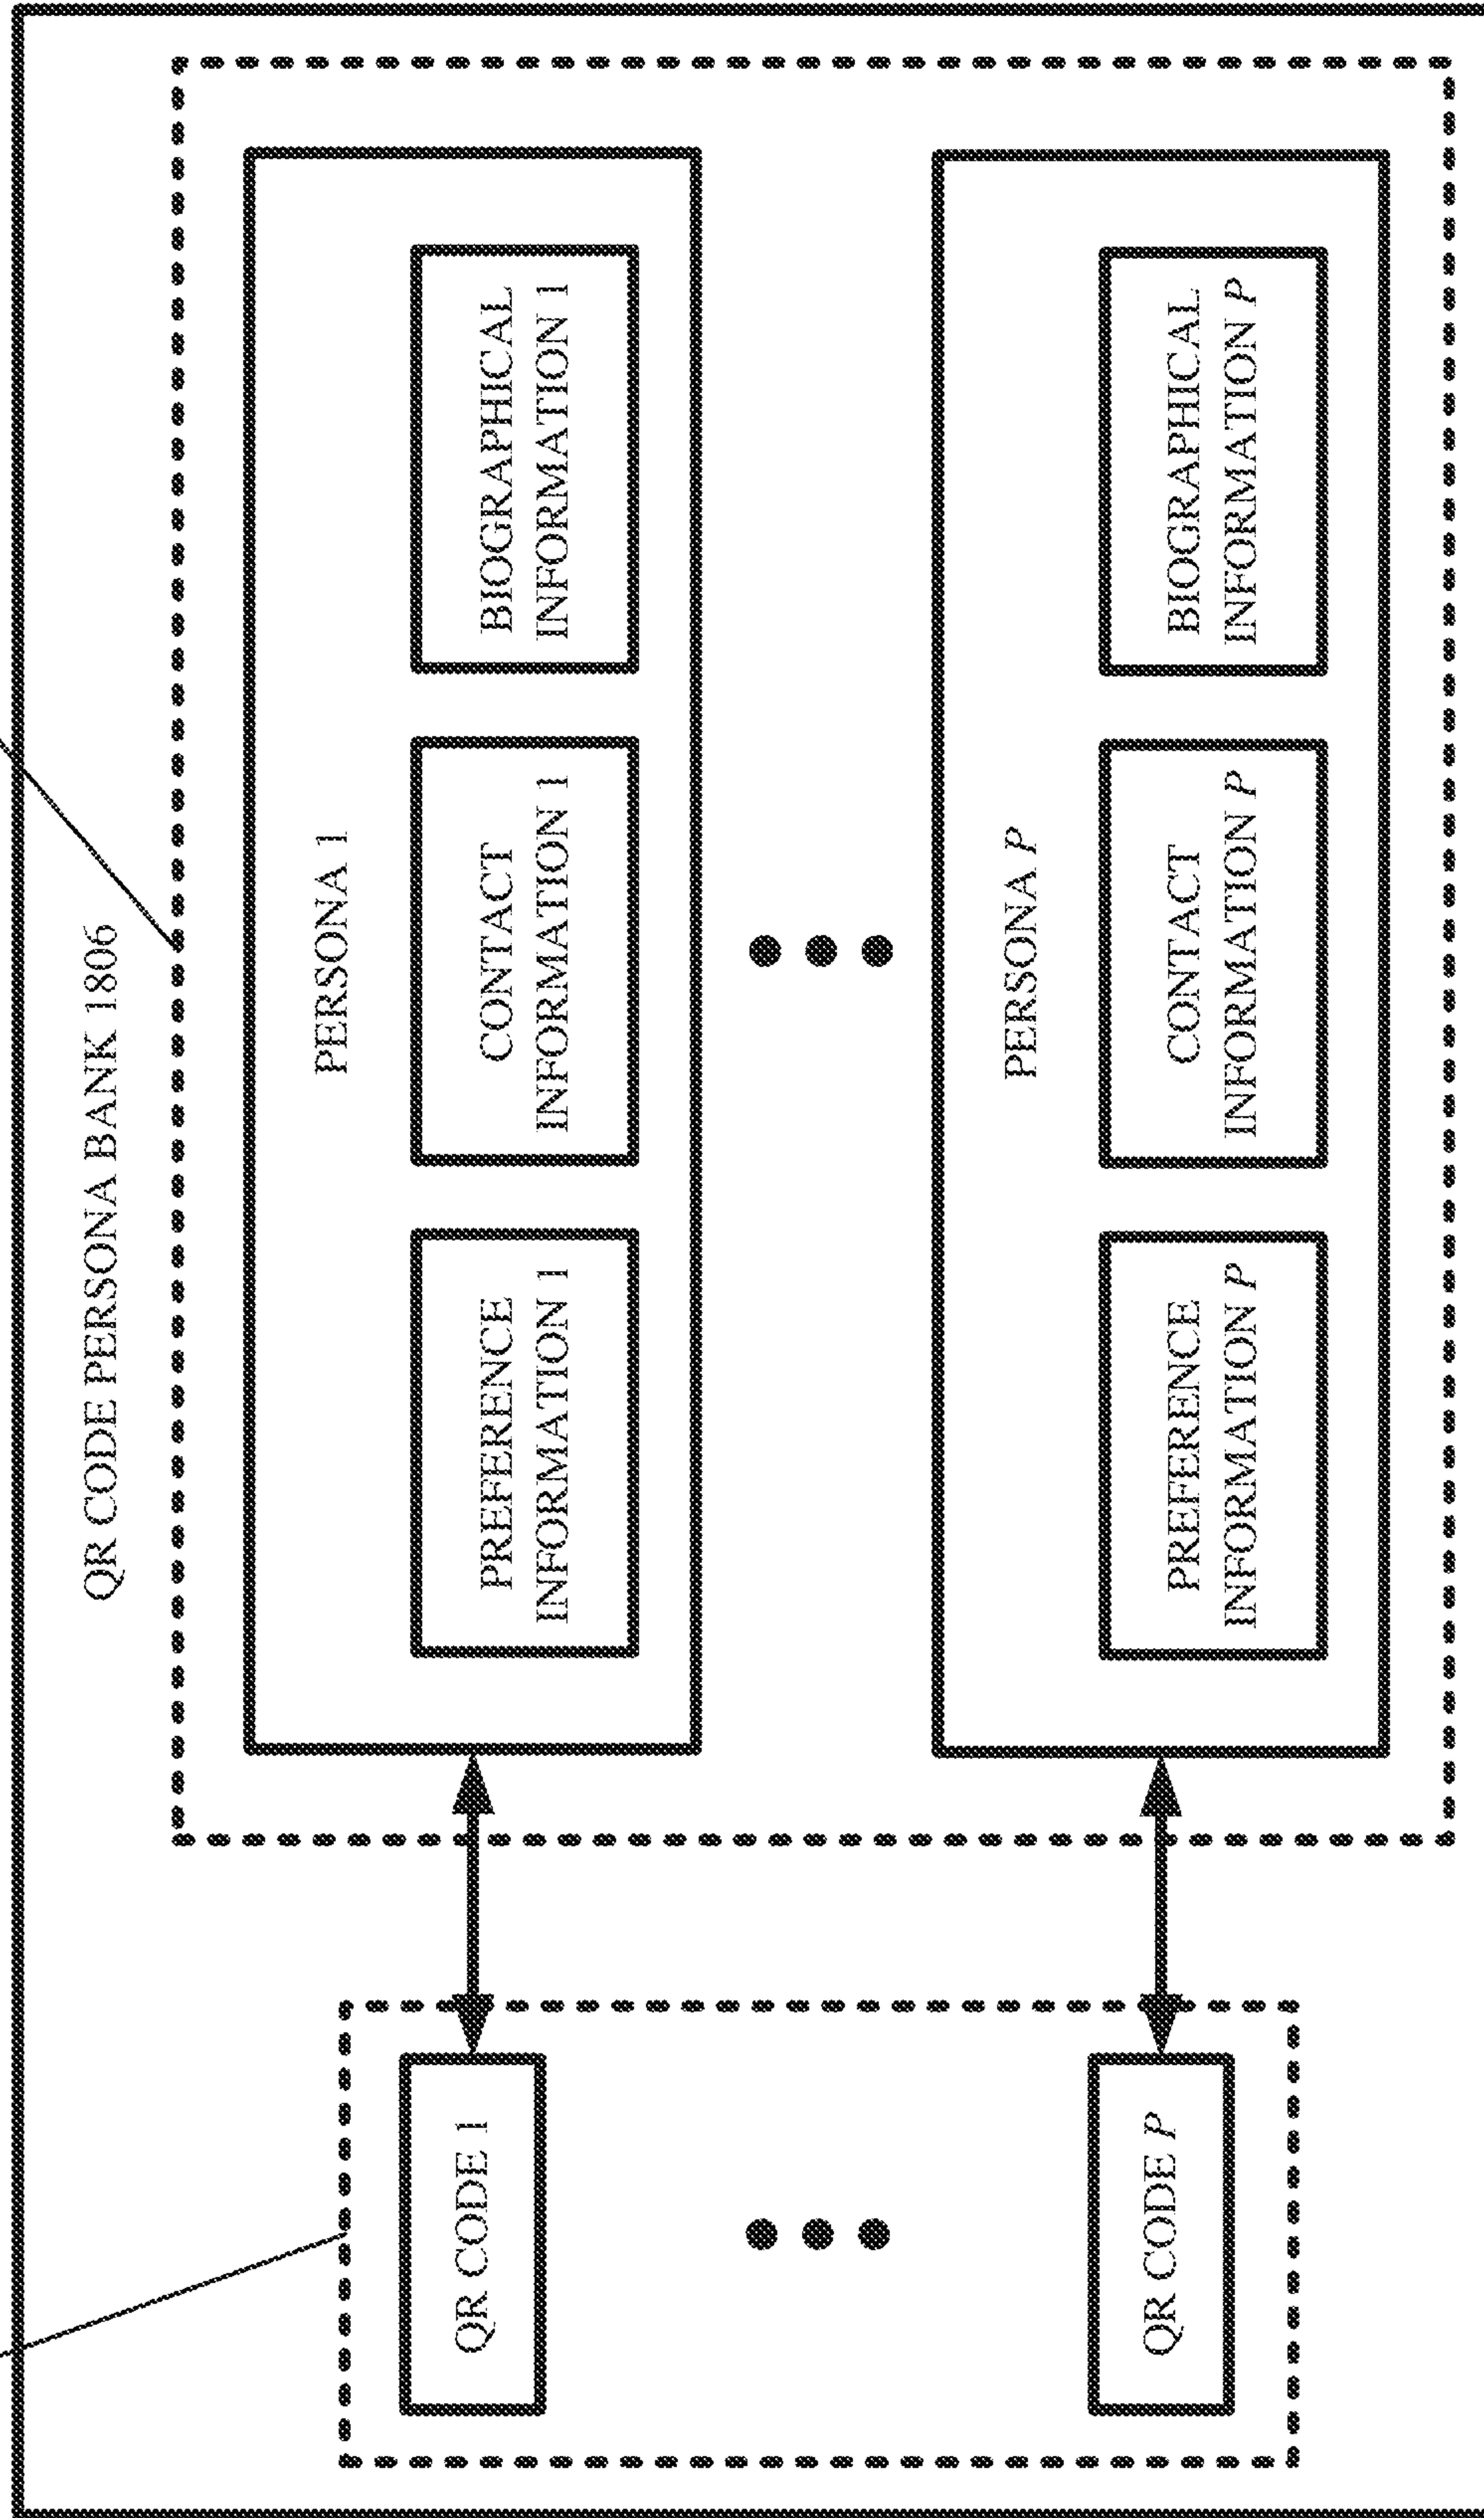 QR CODE PERSONA BANK 1806
PERSONA 1
PREFERENCE
INFORMATION 1
CONTACT
INFORMATION 1
BIOGRAPHICAL
INFORMATION 1
QR CODE 1
PERSONA P
PREFERENCE
INFORMATION P
CONTACT
INFORMATION P
BIOGRAPHICAL
INFORMATION P
QR CODE P